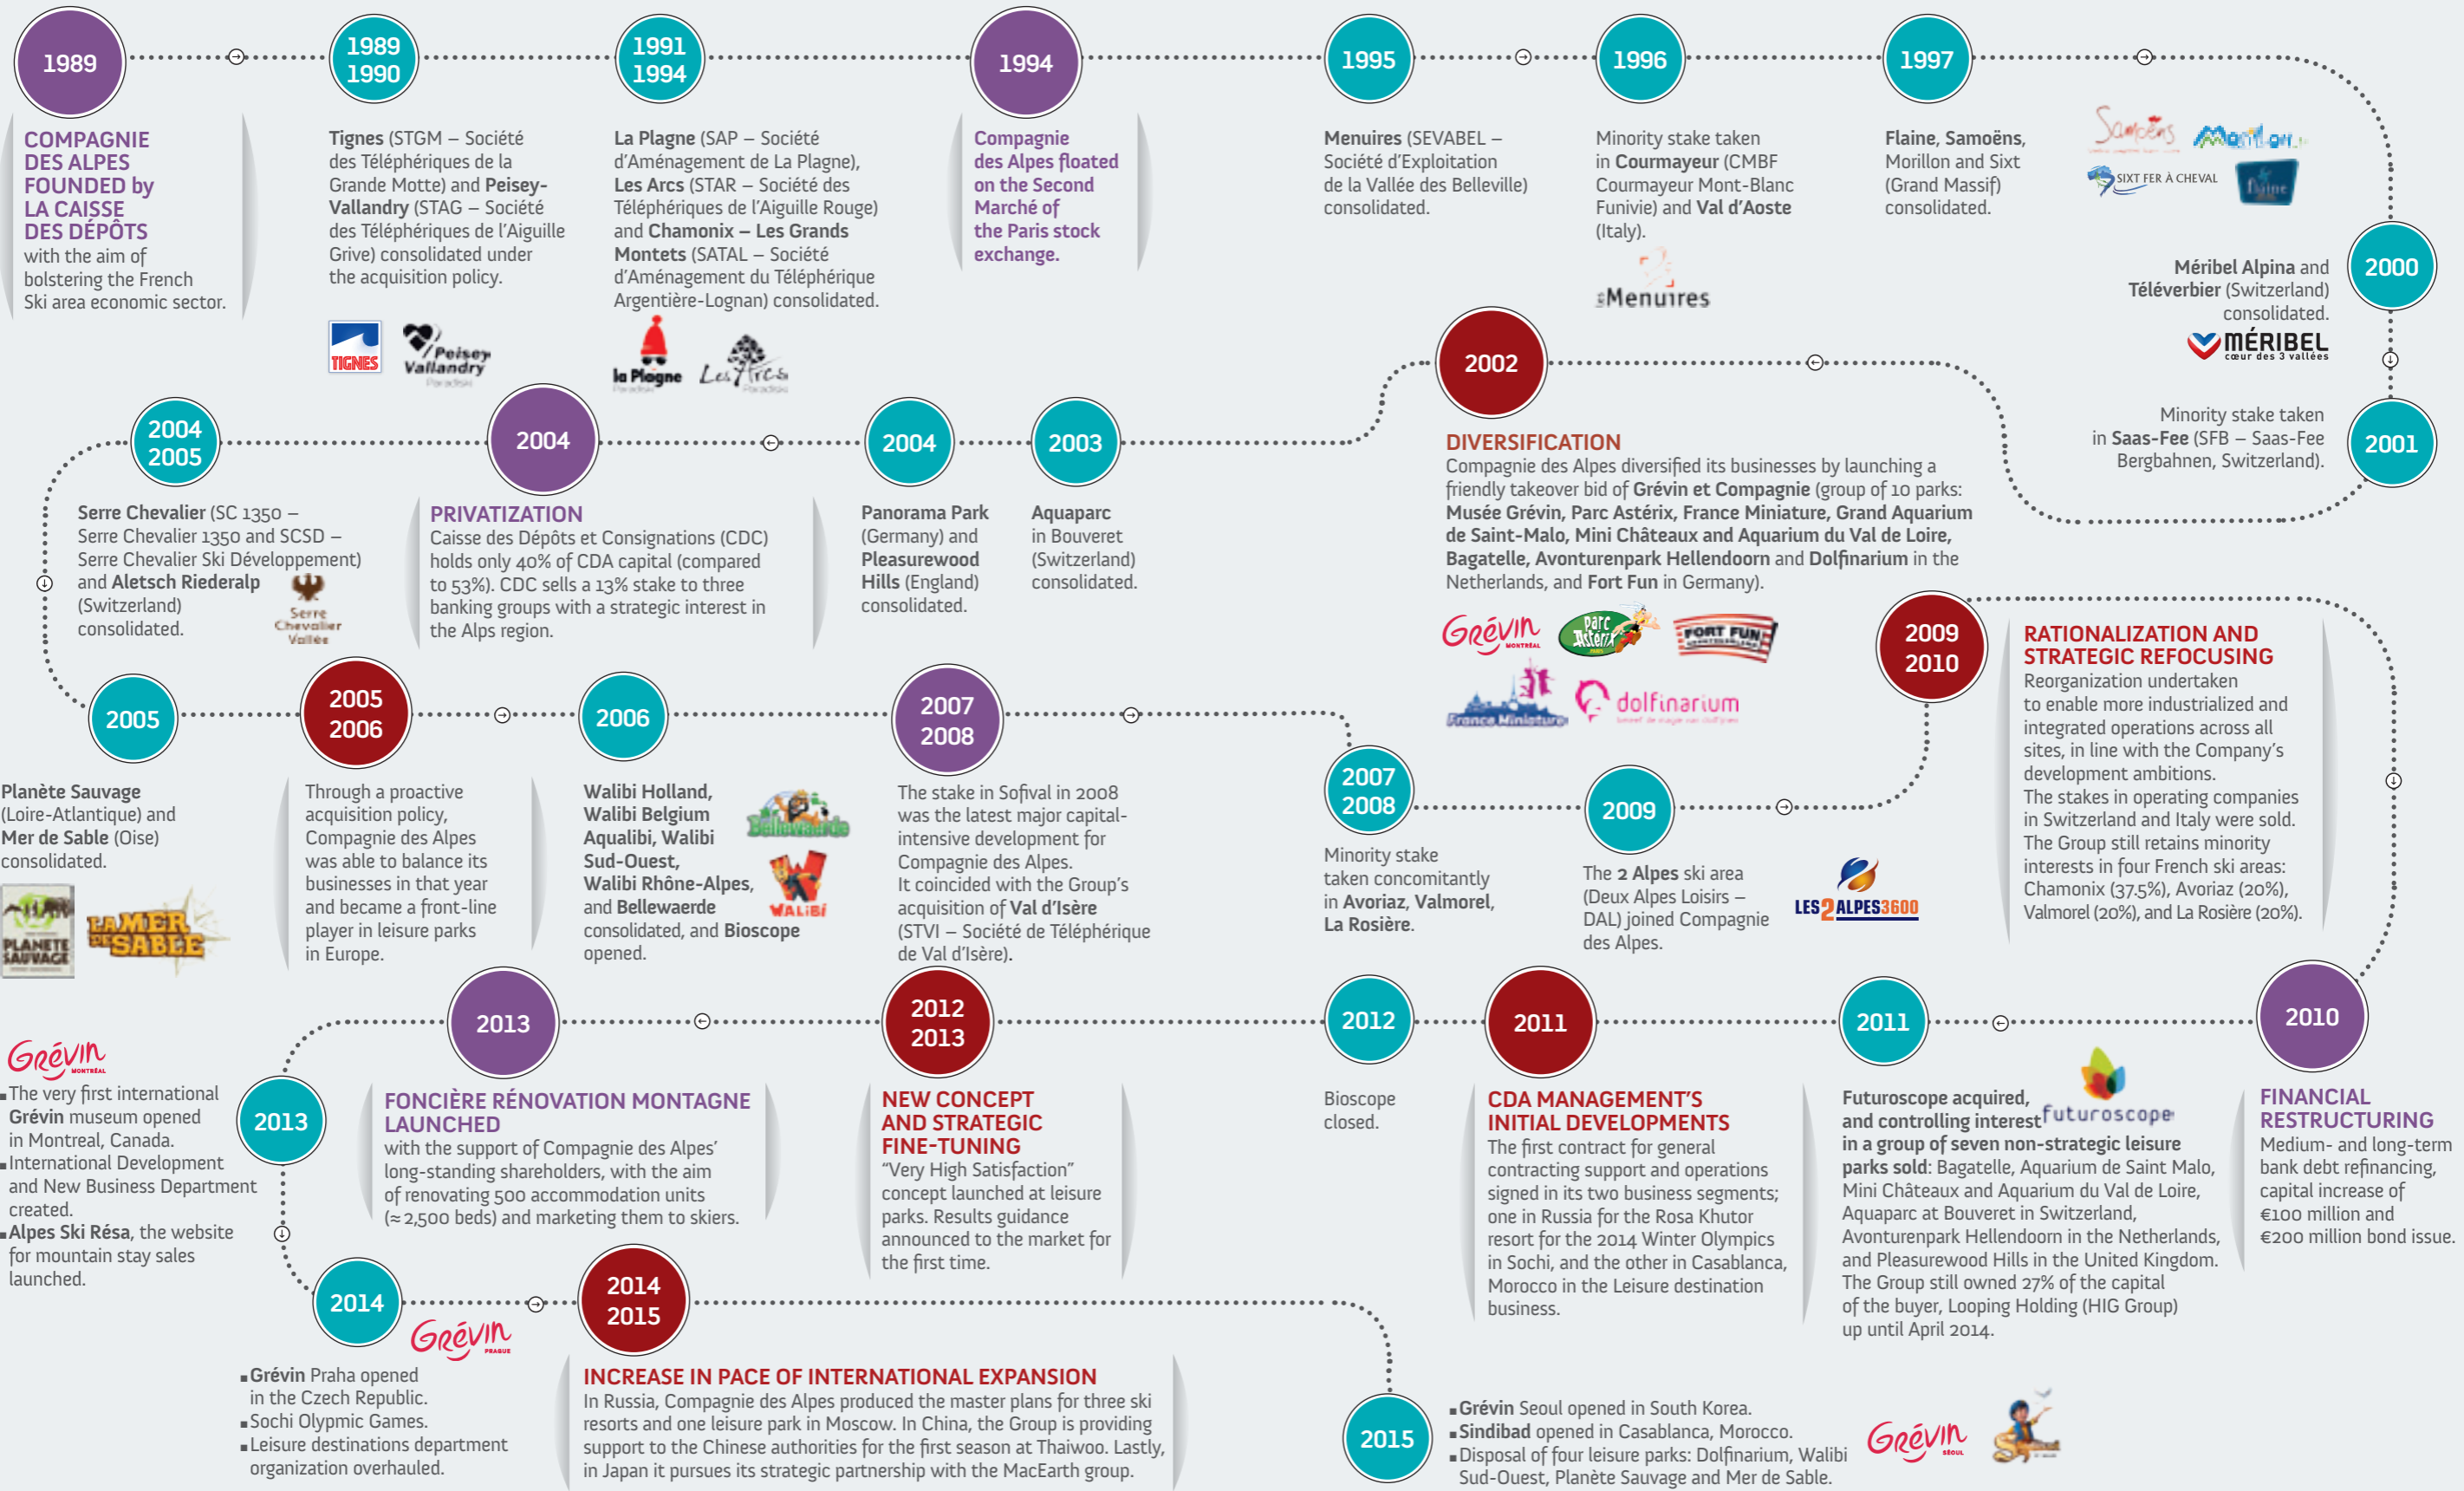 1989
COMPAGNIE
DES ALPES
FOUNDED by
LA CAISSE
DES DÉPÔTS
with the aim of
bolstering the French
Ski area economic sector.
1989
1990
Tignes (STGM – Société
des Téléphériques de la
Grande Motte) and Peisey-
Vallandry (STAG – Société
des Téléphériques de l'Aiguille
Grive) consolidated under
the acquisition policy.
TIGNES
Peisey
Vallandry
Paradiski
1991
1994
La Plagne (SAP – Société
d'Aménagement de La Plagne),
Les Arcs (STAR – Société des
Téléphériques de l'Aiguille Rouge)
and Chamonix – Les Grands
Montets (SATAL – Société
d'Aménagement du Téléphérique
Argentière-Lognan) consolidated.
la Plagne
Paradiski
Les Arcs
Paradiski
1994
Compagnie
des Alpes floated
on the Second
Marché of
the Paris stock
exchange.
1995
Menuires (SEVABEL –
Société d'Exploitation
de la Vallée des Belleville)
consolidated.
1996
Minority stake taken
in Courmayeur (CMBF
Courmayeur Mont-Blanc
Funivie) and Val d'Aoste
(Italy).
Les Menuires
1997
Flaine, Samoëns,
Morillon and Sixt
(Grand Massif)
consolidated.
Samoëns
Morillon
SIXT FER À CHEVAL
flaine
2000
Méribel Alpina and
Téléverbier (Switzerland)
consolidated.
MÉRIBEL
cœur des 3 vallées
2001
Minority stake taken
in Saas-Fee (SFB – Saas-Fee
Bergbahnen, Switzerland).
2002
DIVERSIFICATION
Compagnie des Alpes diversified its businesses by launching a
friendly takeover bid of Grévin et Compagnie (group of 10 parks:
Musée Grévin, Parc Astérix, France Miniature, Grand Aquarium
de Saint-Malo, Mini Châteaux and Aquarium du Val de Loire,
Bagatelle, Avonturenpark Hellendoorn and Dolfinarium in the
Netherlands, and Fort Fun in Germany).
GRéVIN
MONTRÉAL
parc
Astérix
FORT FUN
France Miniature
dolfinarium
2003
Aquaparc
in Bouveret
(Switzerland)
consolidated.
2004
Panorama Park
(Germany) and
Pleasurewood
Hills (England)
consolidated.
2004
PRIVATIZATION
Caisse des Dépôts et Consignations (CDC)
holds only 40% of CDA capital (compared
to 53%). CDC sells a 13% stake to three
banking groups with a strategic interest in
the Alps region.
2004
2005
Serre Chevalier (SC 1350 –
Serre Chevalier 1350 and SCSD –
Serre Chevalier Ski Développement)
and Aletsch Riederalp
(Switzerland)
consolidated.
Serre
Chevalier
Vallée
2005
Planète Sauvage
(Loire-Atlantique) and
Mer de Sable (Oise)
consolidated.
PLANETE
SAUVAGE
LA MER
DE SABLE
2005
2006
Through a proactive
acquisition policy,
Compagnie des Alpes
was able to balance its
businesses in that year
and became a front-line
player in leisure parks
in Europe.
2006
Walibi Holland,
Walibi Belgium
Aqualibi, Walibi
Sud-Ouest,
Walibi Rhône-Alpes,
and Bellewaerde
consolidated, and Bioscope
opened.
Bellewaerde
WALiBi
2007
2008
The stake in Sofival in 2008
was the latest major capital-
intensive development for
Compagnie des Alpes.
It coincided with the Group's
acquisition of Val d'Isère
(STVI – Société de Téléphérique
de Val d'Isère).
2007
2008
Minority stake
taken concomitantly
in Avoriaz, Valmorel,
La Rosière.
2009
The 2 Alpes ski area
(Deux Alpes Loisirs –
DAL) joined Compagnie
des Alpes.
LES2ALPES3600
2009
2010
RATIONALIZATION AND
STRATEGIC REFOCUSING
Reorganization undertaken
to enable more industrialized and
integrated operations across all
sites, in line with the Company's
development ambitions.
The stakes in operating companies
in Switzerland and Italy were sold.
The Group still retains minority
interests in four French ski areas:
Chamonix (37.5%), Avoriaz (20%),
Valmorel (20%), and La Rosière (20%).
2010
FINANCIAL
RESTRUCTURING
Medium- and long-term
bank debt refinancing,
capital increase of
€100 million and
€200 million bond issue.
2011
Futuroscope acquired,
and controlling interest
in a group of seven non-strategic leisure
parks sold: Bagatelle, Aquarium de Saint Malo,
Mini Châteaux and Aquarium du Val de Loire,
Aquaparc at Bouveret in Switzerland,
Avonturenpark Hellendoorn in the Netherlands,
and Pleasurewood Hills in the United Kingdom.
The Group still owned 27% of the capital
of the buyer, Looping Holding (HIG Group)
up until April 2014.
futuroscope
2011
CDA MANAGEMENT'S
INITIAL DEVELOPMENTS
The first contract for general
contracting support and operations
signed in its two business segments;
one in Russia for the Rosa Khutor
resort for the 2014 Winter Olympics
in Sochi, and the other in Casablanca,
Morocco in the Leisure destination
business.
2012
Bioscope
closed.
2012
2013
NEW CONCEPT
AND STRATEGIC
FINE-TUNING
“Very High Satisfaction”
concept launched at leisure
parks. Results guidance
announced to the market for
the first time.
2013
FONCIÈRE RÉNOVATION MONTAGNE
LAUNCHED
with the support of Compagnie des Alpes'
long-standing shareholders, with the aim
of renovating 500 accommodation units
(≈ 2,500 beds) and marketing them to skiers.
2013
GRéVIN
MONTRÉAL
▪ The very first international
Grévin museum opened
in Montreal, Canada.
▪ International Development
and New Business Department
created.
▪ Alpes Ski Résa, the website
for mountain stay sales
launched.
2014
GRéVIN
PRAGUE
▪ Grévin Praha opened
in the Czech Republic.
▪ Sochi Olypmic Games.
▪ Leisure destinations department
organization overhauled.
2014
2015
INCREASE IN PACE OF INTERNATIONAL EXPANSION
In Russia, Compagnie des Alpes produced the master plans for three ski
resorts and one leisure park in Moscow. In China, the Group is providing
support to the Chinese authorities for the first season at Thaiwoo. Lastly,
in Japan it pursues its strategic partnership with the MacEarth group.
2015
▪ Grévin Seoul opened in South Korea.
▪ Sindibad opened in Casablanca, Morocco.
▪ Disposal of four leisure parks: Dolfinarium, Walibi
Sud-Ouest, Planète Sauvage and Mer de Sable.
GRéVIN
SÉOUL